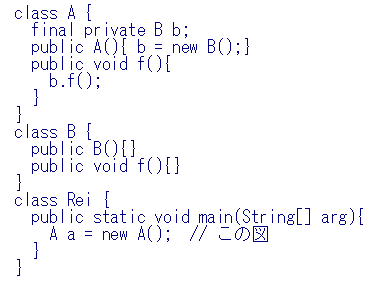 class A {
  final private B b;
  public A(){ b = new B();}
  public void f(){
    b.f();
  }
}
class B {
  public B(){]
  public void f(){]
}
class Rei {
  public static void main(String[] arg){
    A a = new A();  // この図
  }
}